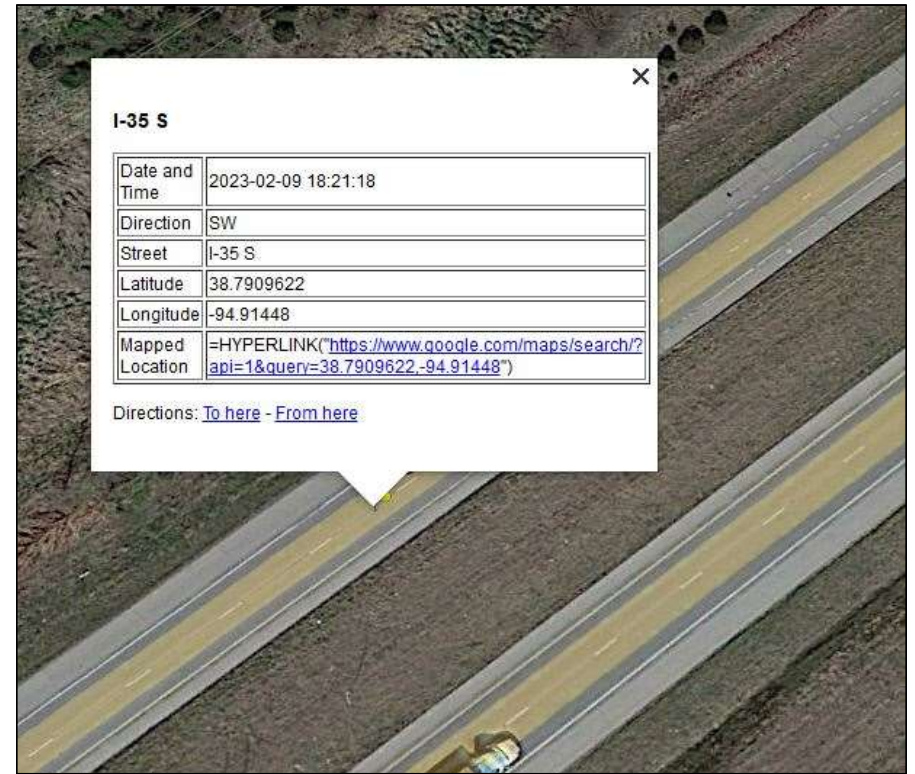 I-35 S
Date and
Time
2023-02-09 18:21:18
Direction
SW
Street
I-35 S
Latitude
38.7909622
Longitude
-94.91448
Mapped
Location
=HYPERLINK("https://www.google.com/maps/search/?
api=1&query=38.7909622,-94.91448")
Directions: To here - From here